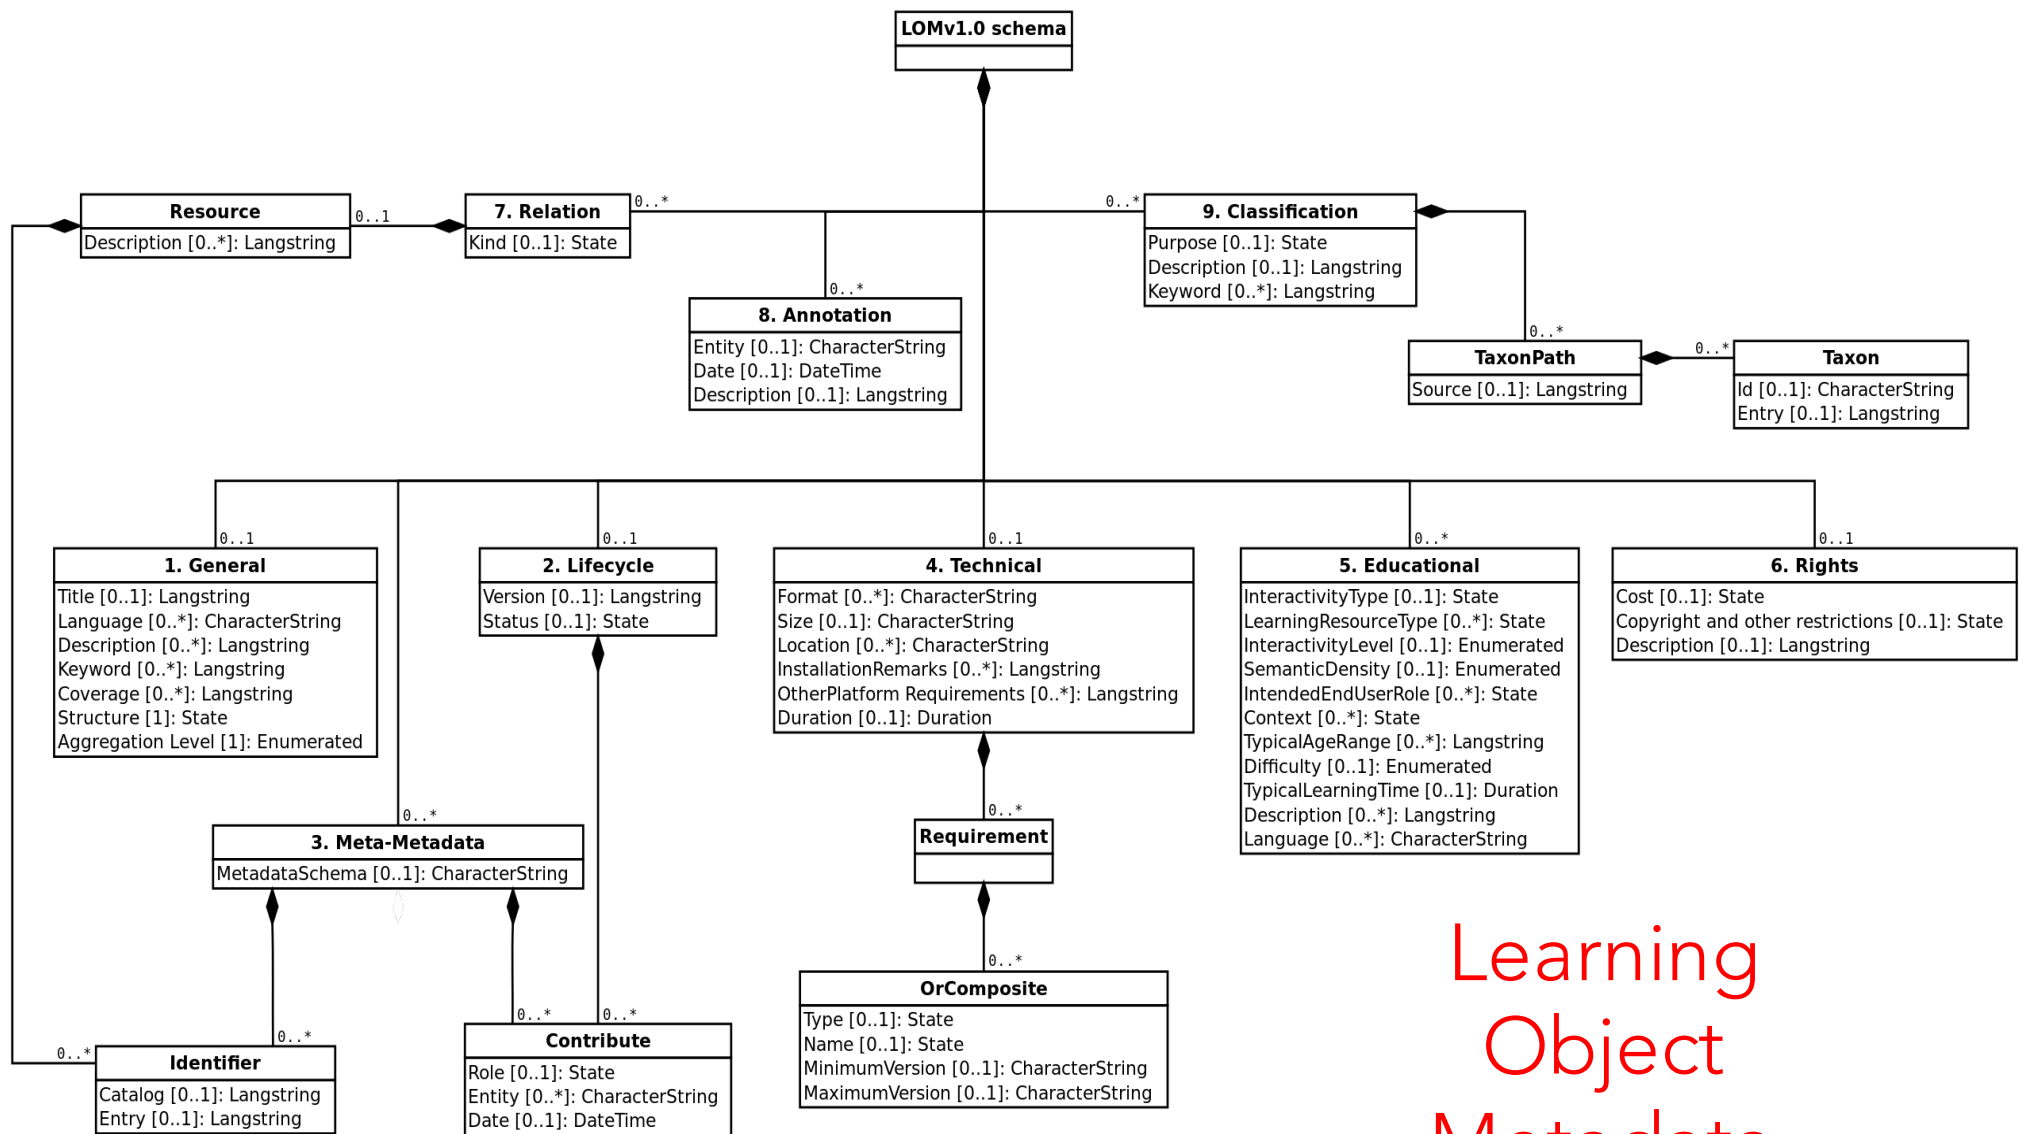 LOMv1.0 schema
Resource
Description [0..*]: Langstring
0..1
7. Relation
Kind [0..1]: State
0..*
0..*
9. Classification
Purpose [0..1]: State
Description [0..1]: Langstring
Keyword [0..*]: Langstring
0..*
8. Annotation
Entity [0..1]: CharacterString
Date [0..1]: DateTime
Description [0..1]: Langstring
0..*
TaxonPath
Source [0..1]: Langstring
0..*
Taxon
Id [0..1]: CharacterString
Entry [0..1]: Langstring
0..1
1. General
Title [0..1]: Langstring
Language [0..*]: CharacterString
Description [0..*]: Langstring
Keyword [0..*]: Langstring
Coverage [0..*]: Langstring
Structure [1]: State
Aggregation Level [1]: Enumerated
0..1
2. Lifecycle
Version [0..1]: Langstring
Status [0..1]: State
0..1
4. Technical
Format [0..*]: CharacterString
Size [0..1]: CharacterString
Location [0..*]: CharacterString
InstallationRemarks [0..*]: Langstring
OtherPlatform Requirements [0..*]: Langstring
Duration [0..1]: Duration
0..*
5. Educational
InteractivityType [0..1]: State
LearningResourceType [0..*]: State
InteractivityLevel [0..1]: Enumerated
SemanticDensity [0..1]: Enumerated
IntendedEndUserRole [0..*]: State
Context [0..*]: State
TypicalAgeRange [0..*]: Langstring
Difficulty [0..1]: Enumerated
TypicalLearningTime [0..1]: Duration
Description [0..*]: Langstring
Language [0..*]: CharacterString
0..1
6. Rights
Cost [0..1]: State
Copyright and other restrictions [0..1]: State
Description [0..1]: Langstring
0..*
3. Meta-Metadata
MetadataSchema [0..1]: CharacterString
0..*
Requirement
0..*
OrComposite
Type [0..1]: State
Name [0..1]: State
MinimumVersion [0..1]: CharacterString
MaximumVersion [0..1]: CharacterString
0..*
0..*
Identifier
Catalog [0..1]: Langstring
Entry [0..1]: Langstring
0..*
0..*
Contribute
Role [0..1]: State
Entity [0..*]: CharacterString
Date [0..1]: DateTime
Learning
Object
Metadata